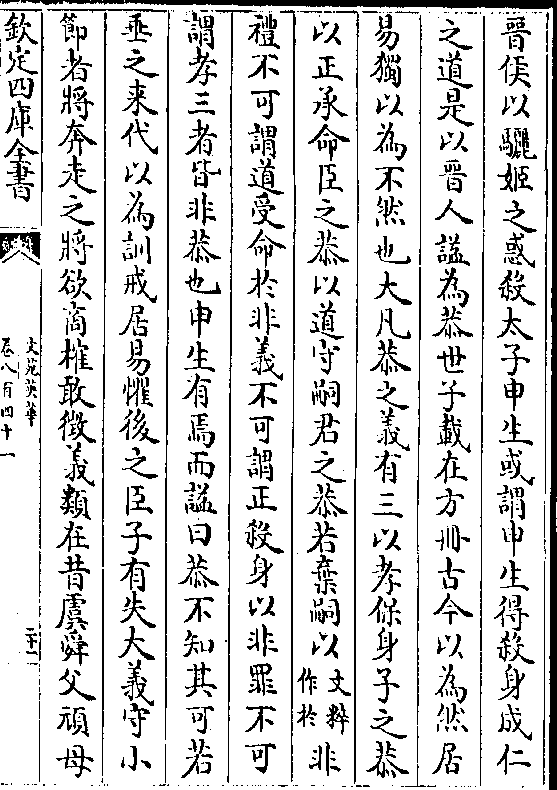 晉侯以驪姬之惑殺太子申生或謂申生得殺身成仁
之道是以晉人諡為恭世子載在方冊古今以為然居
易獨以為不然也大凡恭之義有三以孝保身子之恭
以正承命臣之恭以道守嗣君之恭若棄嗣以文粹作於非
禮不可謂道受命於非義不可謂正殺身以非罪不可
謂孝三者皆非恭也申生有焉而諡曰恭不知其可若
垂之来代以為訓戒居易懼後之臣子有失大義守小
節者將奔走之將欲商榷敢徵義類在昔虞舜父頑母
欽定四庫全書
文苑英華
卷八百四十一
二十二